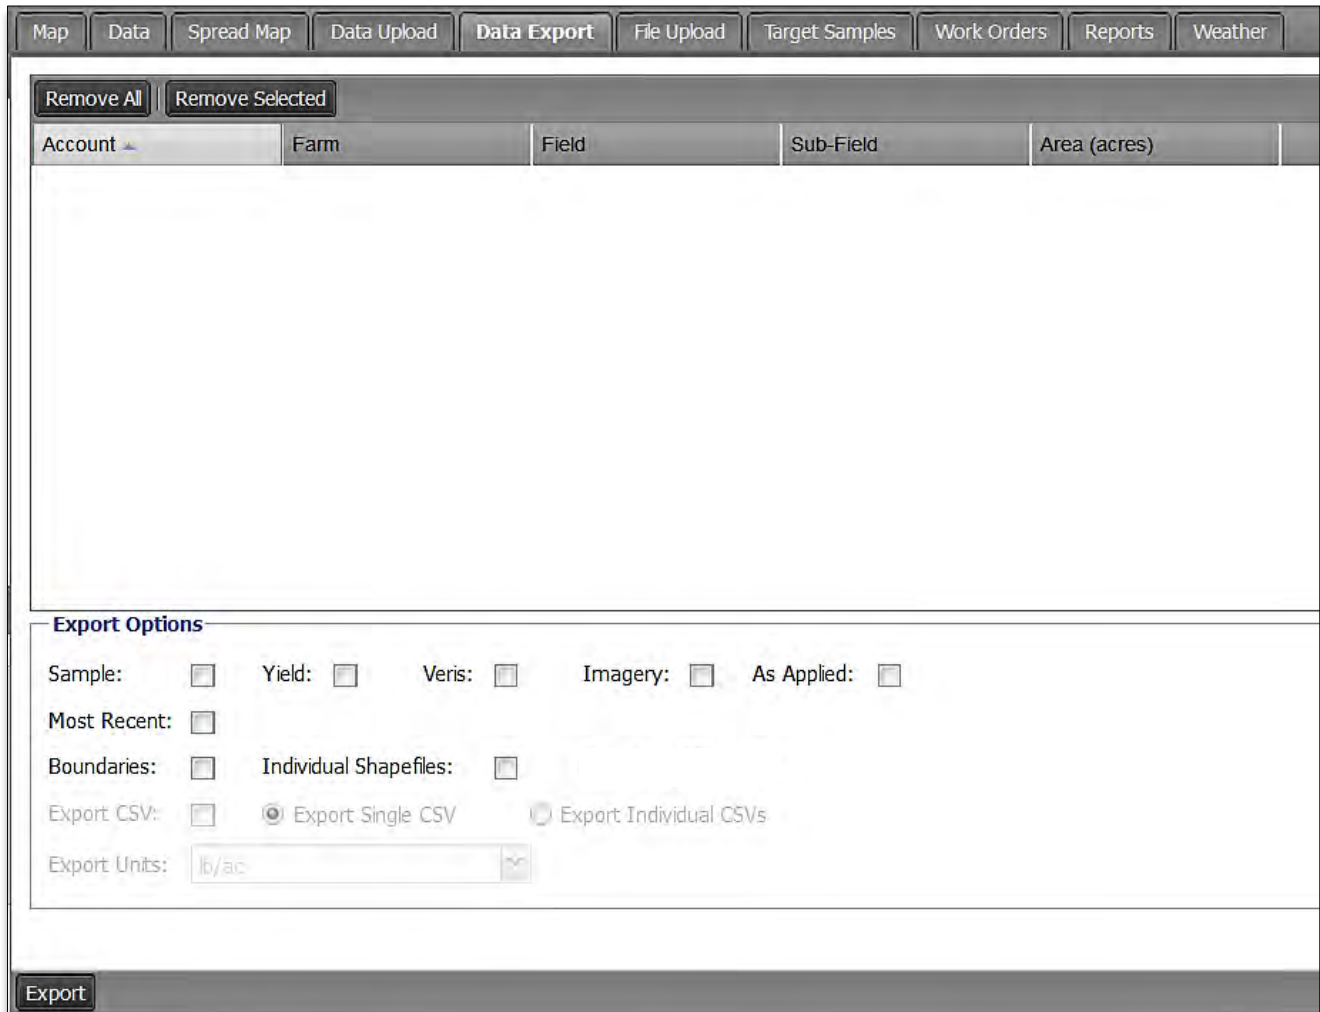 Map Data Spread Map Data Upload Data Export File Upload Target Samples Work Orders Reports Weather
Remove All Remove Selected
Account Farm Field Sub-Field Area (acres)
Export Options
Sample: Yield: Veris: Imagery: As Applied:
Most Recent:
Boundaries: Individual Shapefiles:
Export CSV: Export Single CSV Export Individual CSVs
Export Units: lb/ac
Export